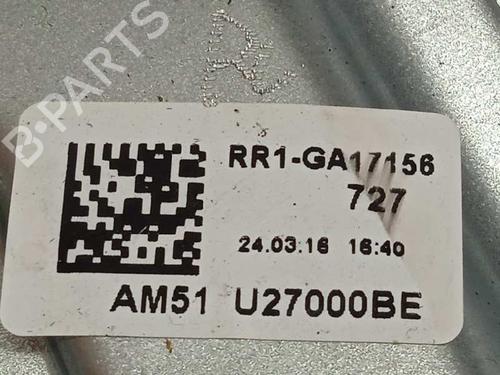 B-PARTS
RR1-GA17156
727
24.03.16 16:40
AM51 U27000BE